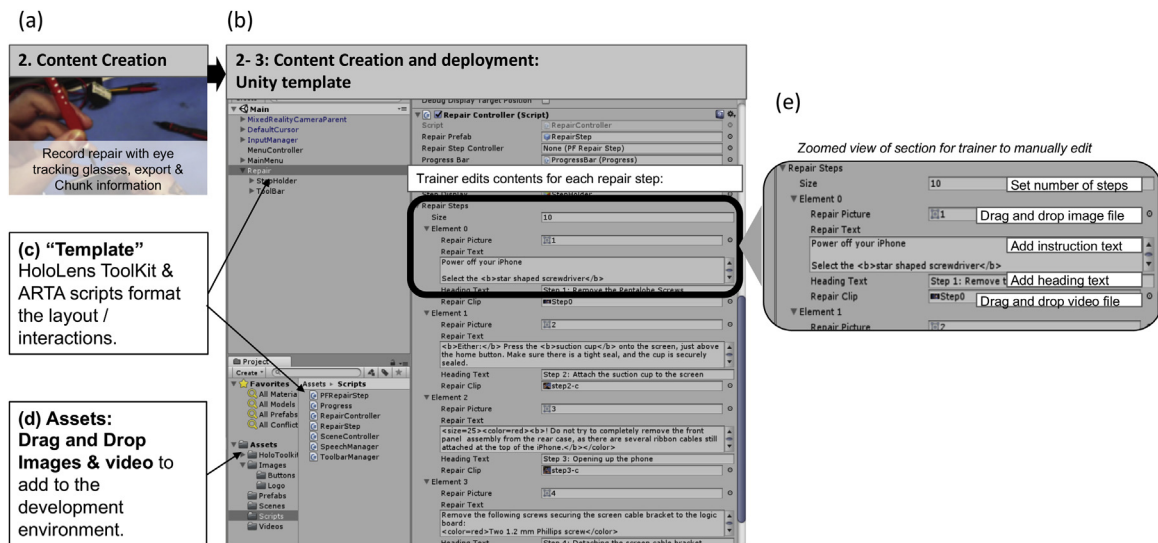 (a)
(b)
2. Content Creation
2- 3: Content Creation and deployment:
Unity template
Record repair with eye
tracking glasses, export &
Chunk information
(c) “Template”
HoloLens ToolKit &
ARTA scripts format
the layout /
interactions.
(d) Assets:
Drag and Drop
Images & video to
add to the
development
environment.
Main
MixedRealityCameraParent
DefaultCursor
InputManager
MenuController
MainMenu
Repair
StepHolder
ToolBar
Project
Create
Favorites
All Materia
All Models
All Prefabs
All Conflict
Assets
HoloToolkit
Images
Buttons
Logo
Prefabs
Scenes
Scripts
Videos
Assets ▸ Scripts
PFRepairStep
Progress
RepairController
RepairStep
SceneController
SpeechManager
ToolbarManager
Debug Display Target Position
Repair Controller (Script)
Script RepairController
Repair Prefab RepairStep
Repair Step Controller None (PF Repair Step)
Progress Bar ProgressBar (Progress)
Trainer edits contents for each repair step:
Repair Steps
Size 10
Element 0
Repair Picture 1
Repair Text
Power off your iPhone
Select the <b>star shaped screwdriver</b>
Heading Text Step 1: Remove the Pentalobe Screws
Repair Clip Step0
Element 1
Repair Picture 2
Repair Text
<b>Either:</b> Press the <b>suction cup</b> onto the screen, just above
the home button. Make sure there is a tight seal, and the cup is securely
sealed.
Heading Text Step 2: Attach the suction cup to the screen
Repair Clip step2-c
Element 2
Repair Picture 3
Repair Text
<size=25><color=red><b>! Do not try to completely remove the front
panel assembly from the rear case, as there are several ribbon cables still
attached at the top of the iPhone.</b></color>
Heading Text Step 3: Opening up the phone
Repair Clip step3-c
Element 3
Repair Picture 4
Repair Text
Remove the following screws securing the screen cable bracket to the logic
board:
<color=red>Two 1.2 mm Phillips screw</color>
Heading Text Step 4: Detaching the screen cable bracket
(e)
Zoomed view of section for trainer to manually edit
Repair Steps
Size 10 Set number of steps
Element 0
Repair Picture 1 Drag and drop image file
Repair Text
Power off your iPhone Add instruction text
Select the <b>star shaped screwdriver</b>
Heading Text Step 1: Remove t Add heading text
Repair Clip Step0 Drag and drop video file
Element 1
Repair Picture 2